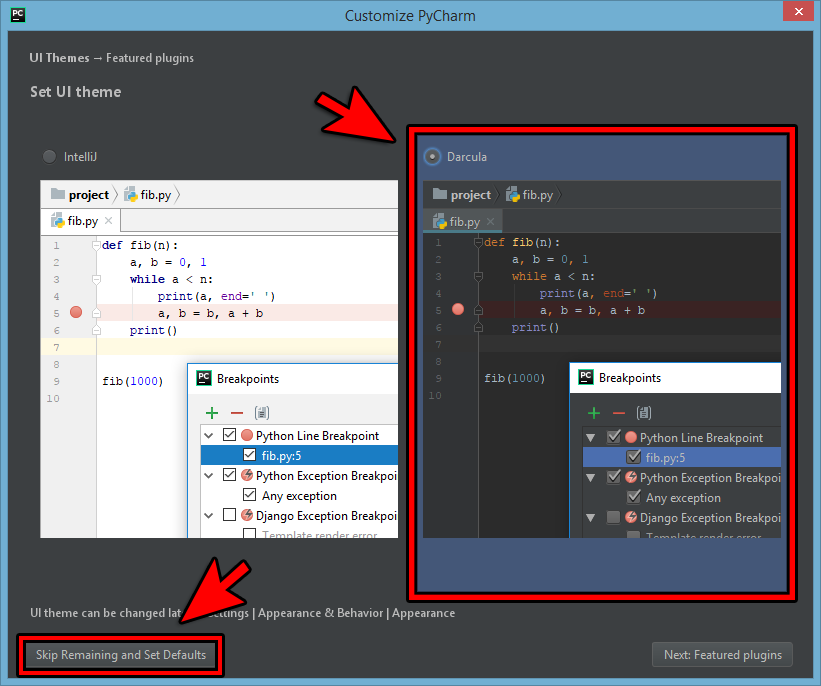 PC Customize PyCharm
UI Themes → Featured plugins
Set UI theme
IntelliJ
project fib.py
fib.py
1 def fib(n):
2 a, b = 0, 1
3 while a < n:
4 print(a, end=' ')
5 a, b = b, a + b
6 print()
7
8
9 fib(1000)
10
PC Breakpoints
Python Line Breakpoint
fib.py:5
Python Exception Breakpoi
Any exception
Django Exception Breakpoi
Template render error
Darcula
project fib.py
fib.py
1 def fib(n):
2 a, b = 0, 1
3 while a < n:
4 print(a, end=' ')
5 a, b = b, a + b
6 print()
7
8
9 fib(1000)
10
PC Breakpoints
Python Line Breakpoint
fib.py:5
Python Exception Breakpoi
Any exception
Django Exception Breakpoi
Template render error
UI theme can be changed settings | Appearance & Behavior | Appearance
Skip Remaining and Set Defaults
Next: Featured plugins